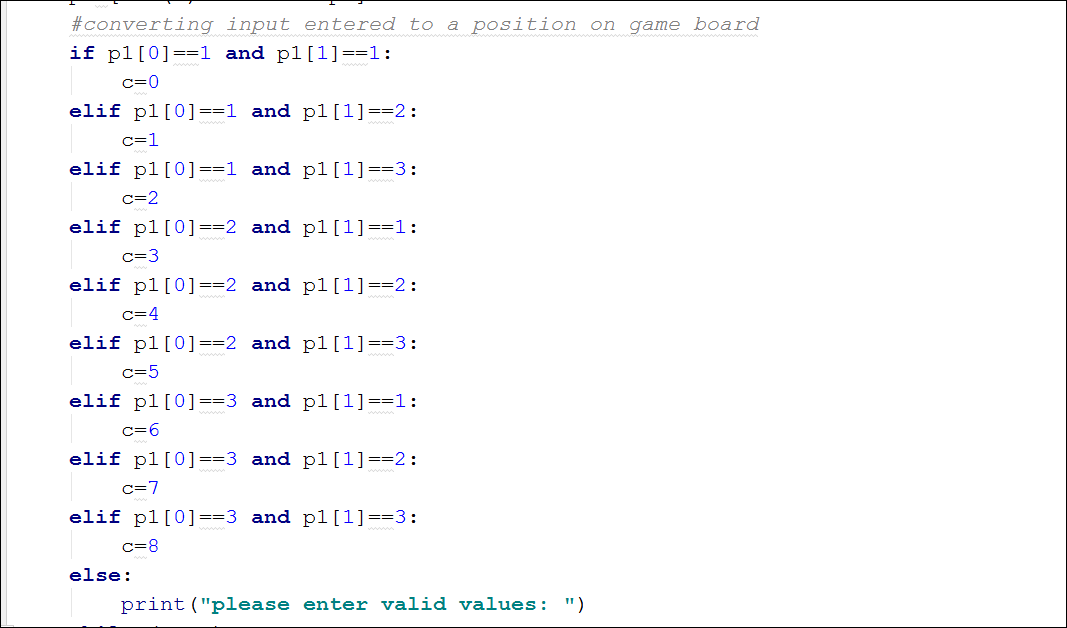 #converting input entered to a position on game board
if p1[0]==1 and p1[1]==1:
c=0
elif p1[0]==1 and p1[1]==2:
c=1
elif p1[0]==1 and p1[1]==3:
c=2
elif p1[0]==2 and p1[1]==1:
c=3
elif p1[0]==2 and p1[1]==2:
c=4
elif p1[0]==2 and p1[1]==3:
c=5
elif p1[0]==3 and p1[1]==1:
c=6
elif p1[0]==3 and p1[1]==2:
c=7
elif p1[0]==3 and p1[1]==3:
c=8
else:
print("please enter valid values: ")